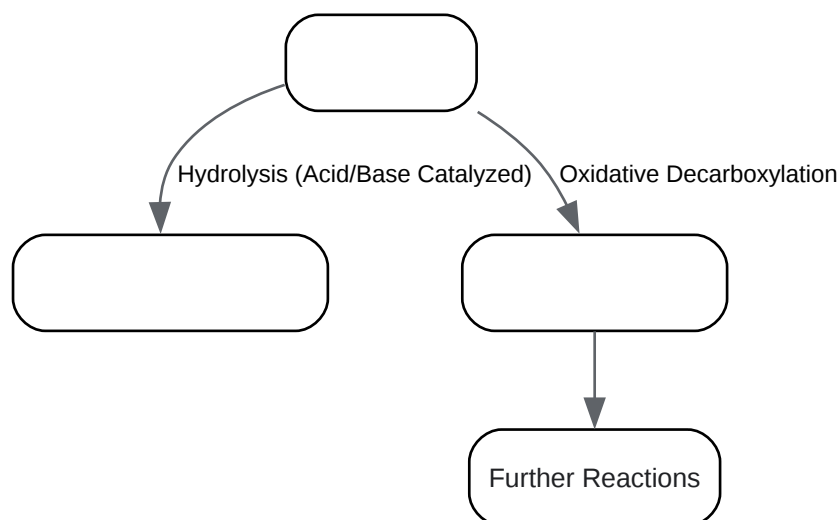 Hydrolysis (Acid/Base Catalyzed)
Oxidative Decarboxylation
Further Reactions